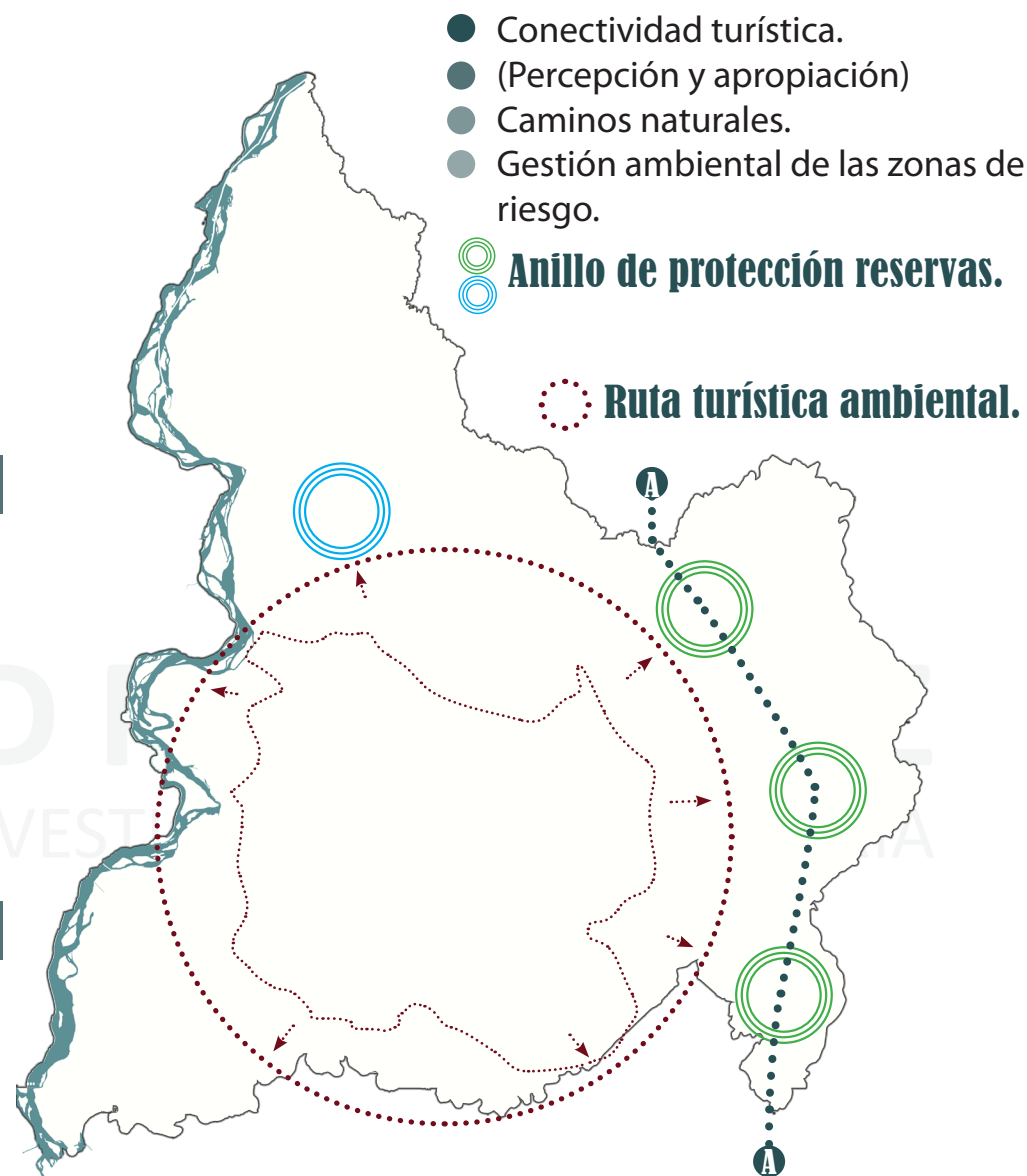 Conectividad turística.
(Percepción y apropiación)
Caminos naturales.
Gestión ambiental de las zonas de
riesgo.
Anillo de protección reservas.
Ruta turística ambiental.
A
A